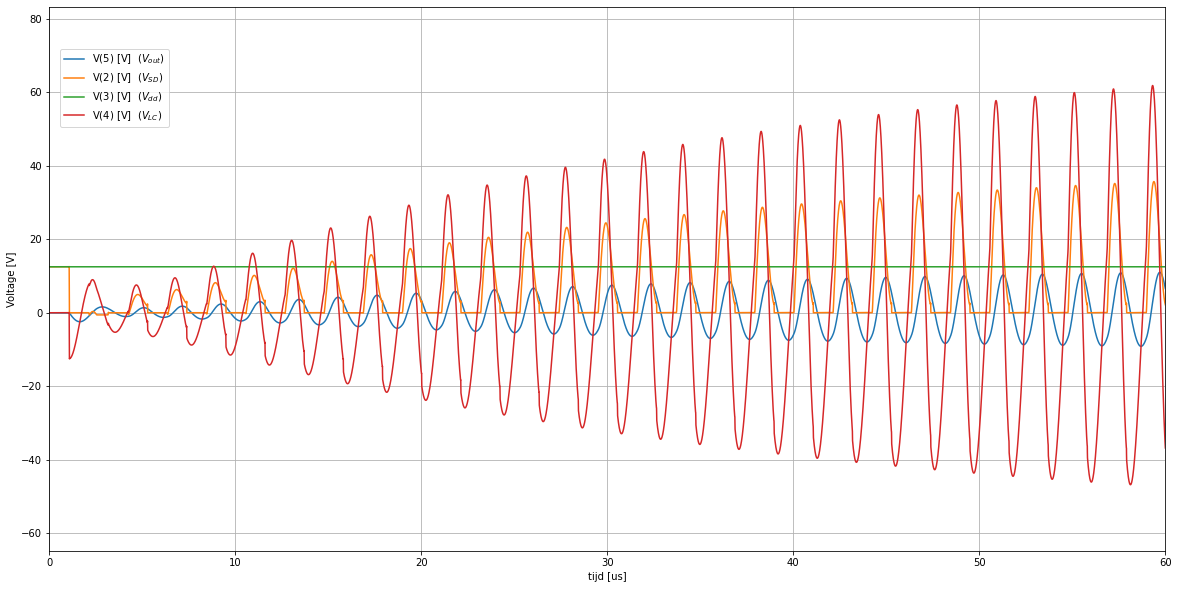 80
60
40
20
0
−20
−40
−60
Voltage [V]
V(5) [V] (V_out)
V(2) [V] (V_SD)
V(3) [V] (V_dd)
V(4) [V] (V_LC)
0 10 20 30 40 50 60
tijd [us]